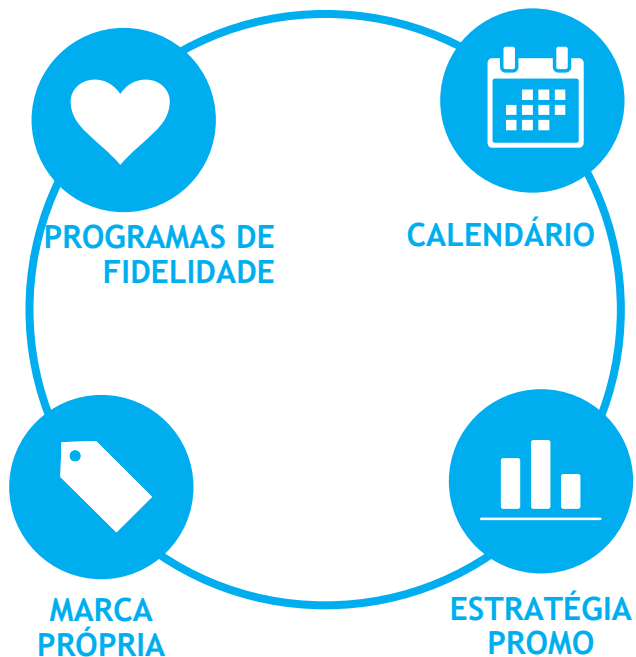 PROGRAMAS DE
FIDELIDADE
CALENDÁRIO
MARCA
PRÓPRIA
ESTRATÉGIA
PROMO